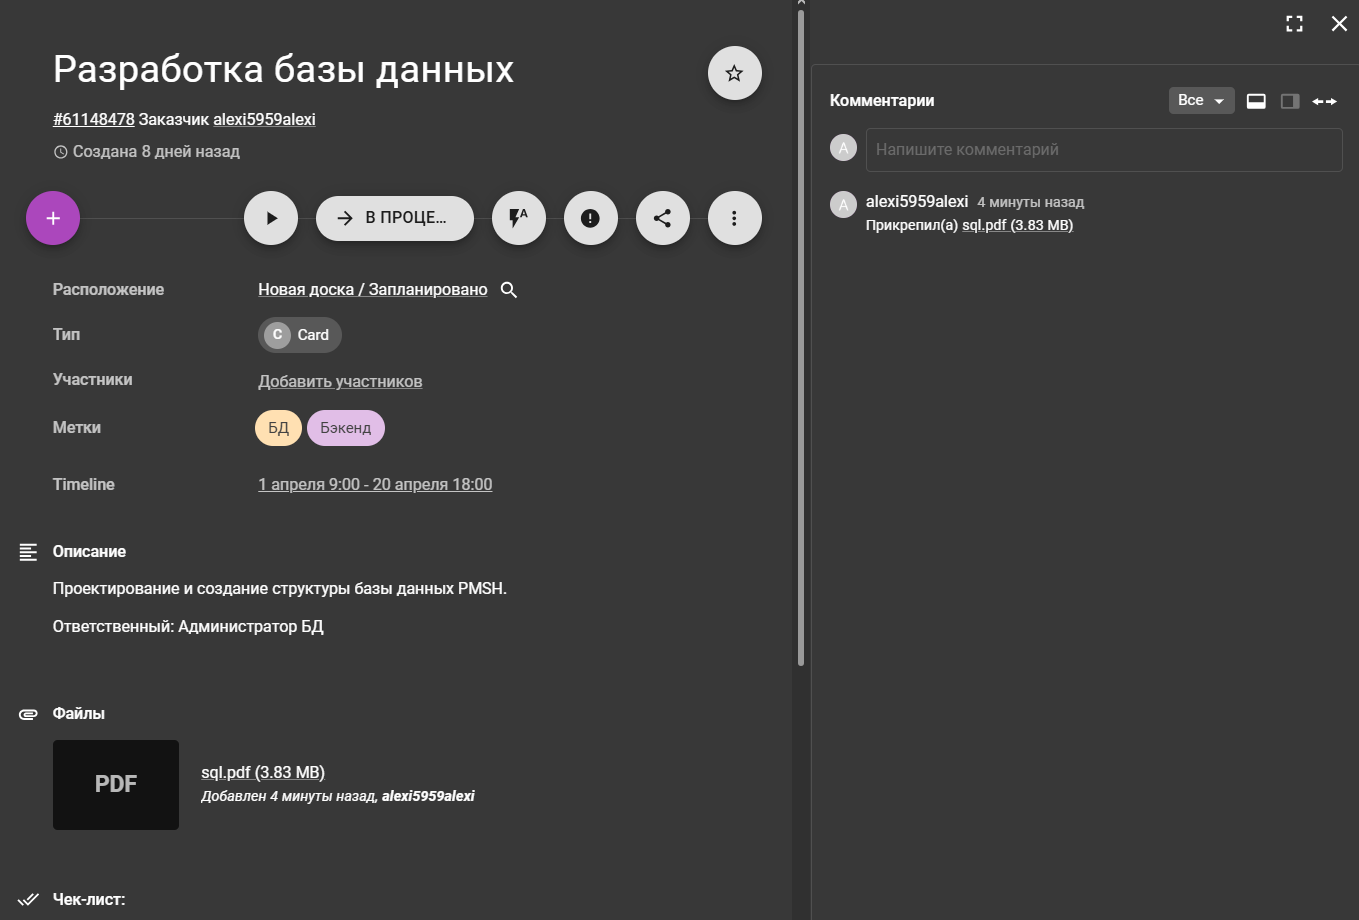 Разработка базы данных
#61148478 Заказчик alexi5959alexi
Создана 8 дней назад
В ПРОЦЕ...
Расположение
Новая доска / Запланировано
Тип
C Card
Участники
Добавить участников
Метки
БД Бэкенд
Timeline
1 апреля 9:00 - 20 апреля 18:00
Описание
Проектирование и создание структуры базы данных PMSH.
Ответственный: Администратор БД
Файлы
PDF
sql.pdf (3.83 MB)
Добавлен 4 минуты назад, alexi5959alexi
Чек-лист:
Комментарии
Все
A
Напишите комментарий
A
alexi5959alexi 4 минуты назад
Прикрепил(а) sql.pdf (3.83 MB)